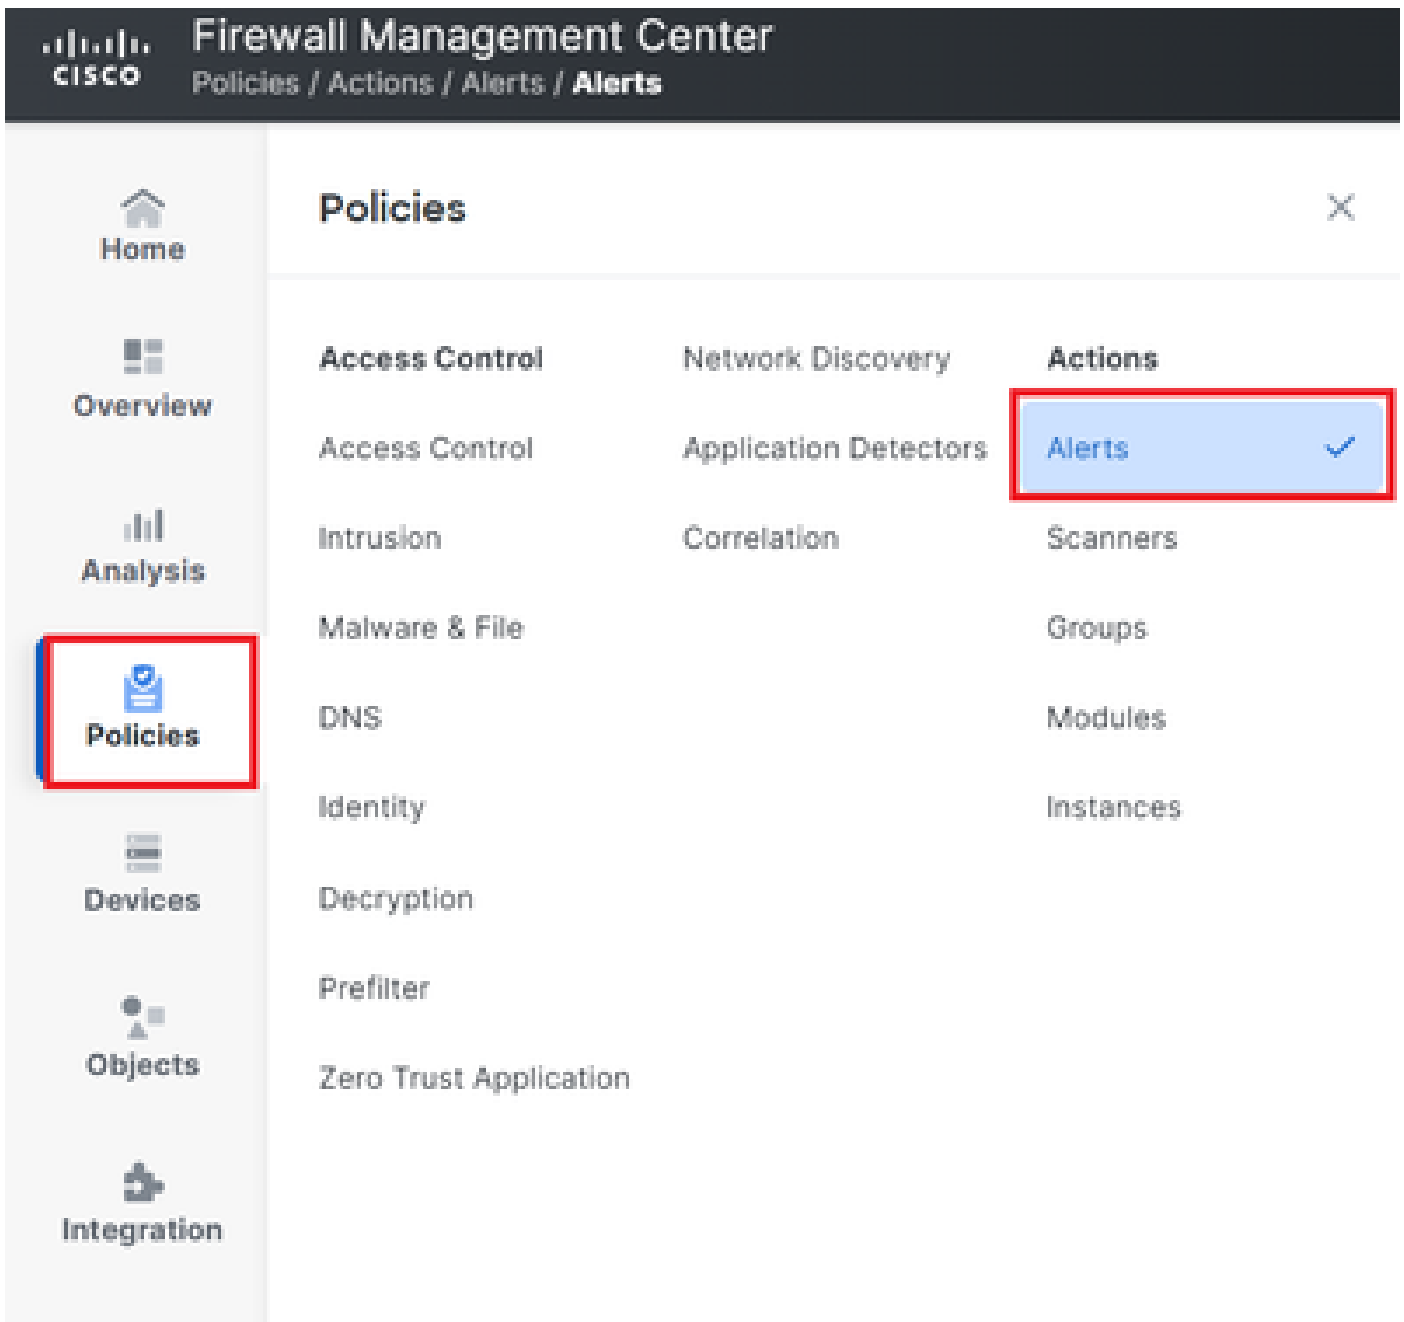 CISCO
Firewall Management Center
Policies / Actions / Alerts / Alerts
Home
Overview
Analysis
Policies
Devices
Objects
Integration
Policies
Access Control
Access Control
Intrusion
Malware & File
DNS
Identity
Decryption
Prefilter
Zero Trust Application
Network Discovery
Application Detectors
Correlation
Actions
Alerts
Scanners
Groups
Modules
Instances